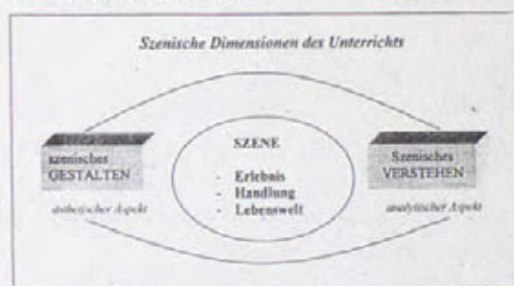 Szenische Dimensionen des Unterrichts
szenisches
GESTALTEN
ästhetischer Aspekt
SZENE
- Erlebnis
- Handlung
- Lebenswelt
Szenisches
VERSTEHEN
analytischer Aspekt